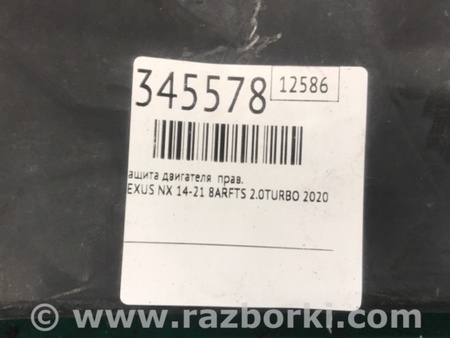 345578
12586
ащита двигателя прав.
EXUS NX 14-21 8ARFTS 2.0TURBO 2020
www.razborki.com